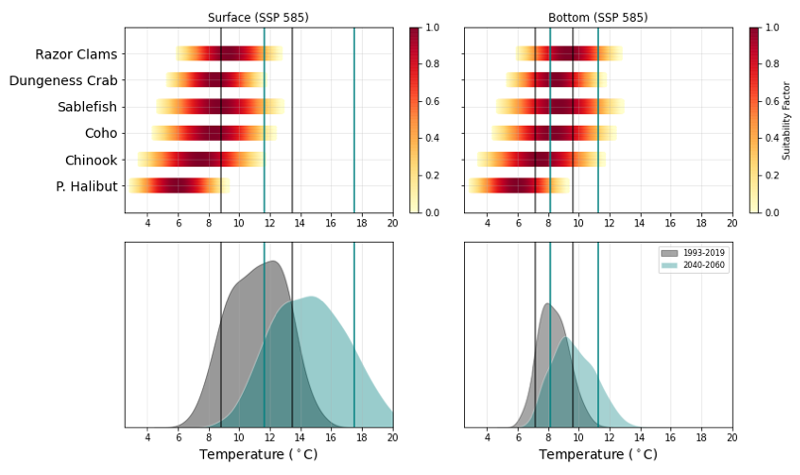 Surface (SSP 585)
Bottom (SSP 585)
Razor Clams
Dungeness Crab
Sablefish
Coho
Chinook
P. Halibut
4 6 8 10 12 14 16 18 20
1.0
0.8
0.6
0.4
0.2
0.0
4 6 8 10 12 14 16 18 20
1.0
0.8
0.6
0.4
0.2
0.0
Suitability Factor
1993-2019
2040-2060
4 6 8 10 12 14 16 18 20
Temperature (°C)
4 6 8 10 12 14 16 18 20
Temperature (°C)